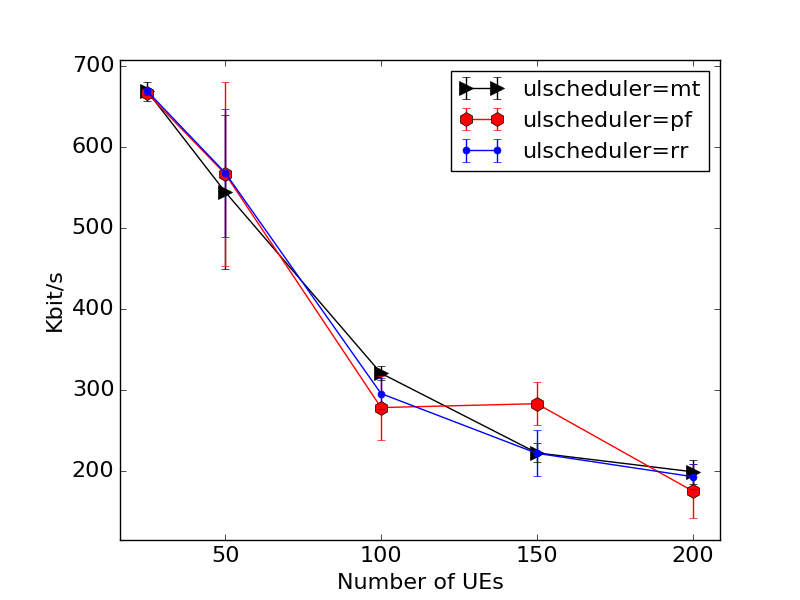 700
600
500
400
300
200
Kbit/s
ulscheduler=mt
ulscheduler=pf
ulscheduler=rr
50 100 150 200
Number of UEs